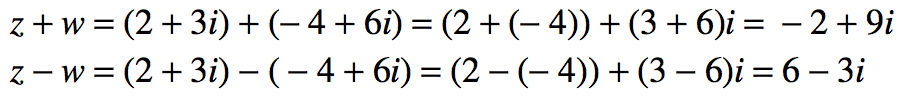 z + w = (2 + 3i) + (− 4 + 6i) = (2 + (− 4)) + (3 + 6)i = − 2 + 9i
z − w = (2 + 3i) − ( − 4 + 6i) = (2 − (− 4)) + (3 − 6)i = 6 − 3i